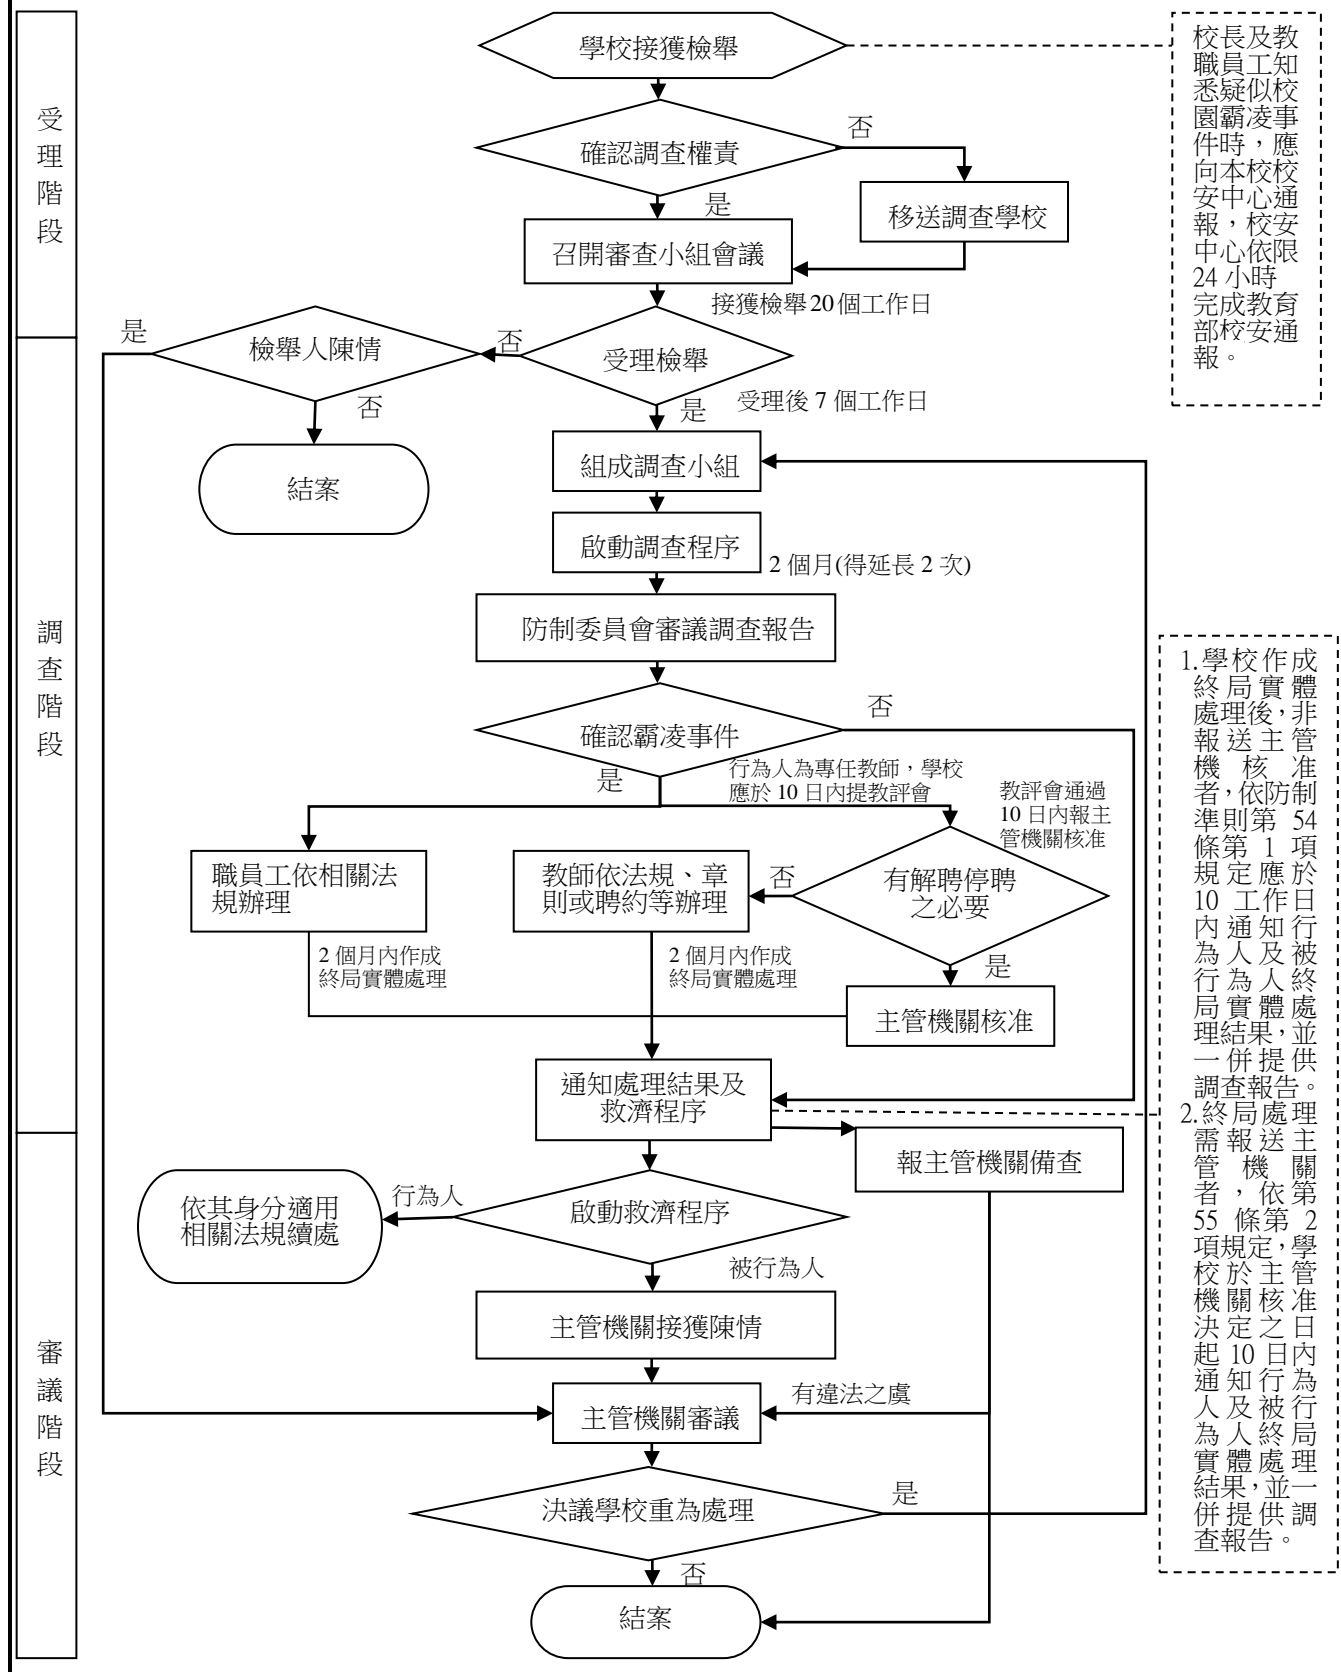 受理階段
學校接獲檢舉
校長及教
職員工知
悉疑似校
園霸凌事
件時，應
向本校校
安中心通
報，校安
中心依限
24 小時
完成教育
部校安通
報。
確認調查權責
否
移送調查學校
是
召開審查小組會議
接獲檢舉20 個工作日
調查階段
是
檢舉人陳情
否
受理檢舉
否
結案
是
受理後 7 個工作日
組成調查小組
啟動調查程序
2 個月(得延長 2 次)
防制委員會審議調查報告
確認霸凌事件
否
是
行為人為專任教師，學校
應於 10 日內提教評會
教評會通過
10 日內報主
管機關核准
職員工依相關法
規辦理
教師依法規、章
則或聘約等辦理
否
有解聘停聘
之必要
2 個月內作成
終局實體處理
2 個月內作成
終局實體處理
是
主管機關核准
通知處理結果及
救濟程序
1.學校作成
終局實體
處理後，非
報送主管
機核准
者，依防制
準則第 54
條第 1 項
規定應於
10 工作日
內通知行
為人及被
行為人終
局實體處
理結果，並
一併提供
調查報告。
2.終局處理
需報送主
管機關
者，依第
55 條第 2
項規定，學
校於主管
機關核准
決定之日
起 10 日內
通知行為
人及被行
為人終局
實體處理
結果，並一
併提供調
查報告。
審議階段
報主管機關備查
依其身分適用
相關法規續處
行為人
啟動救濟程序
被行為人
主管機關接獲陳情
主管機關審議
有違法之虞
決議學校重為處理
是
否
結案